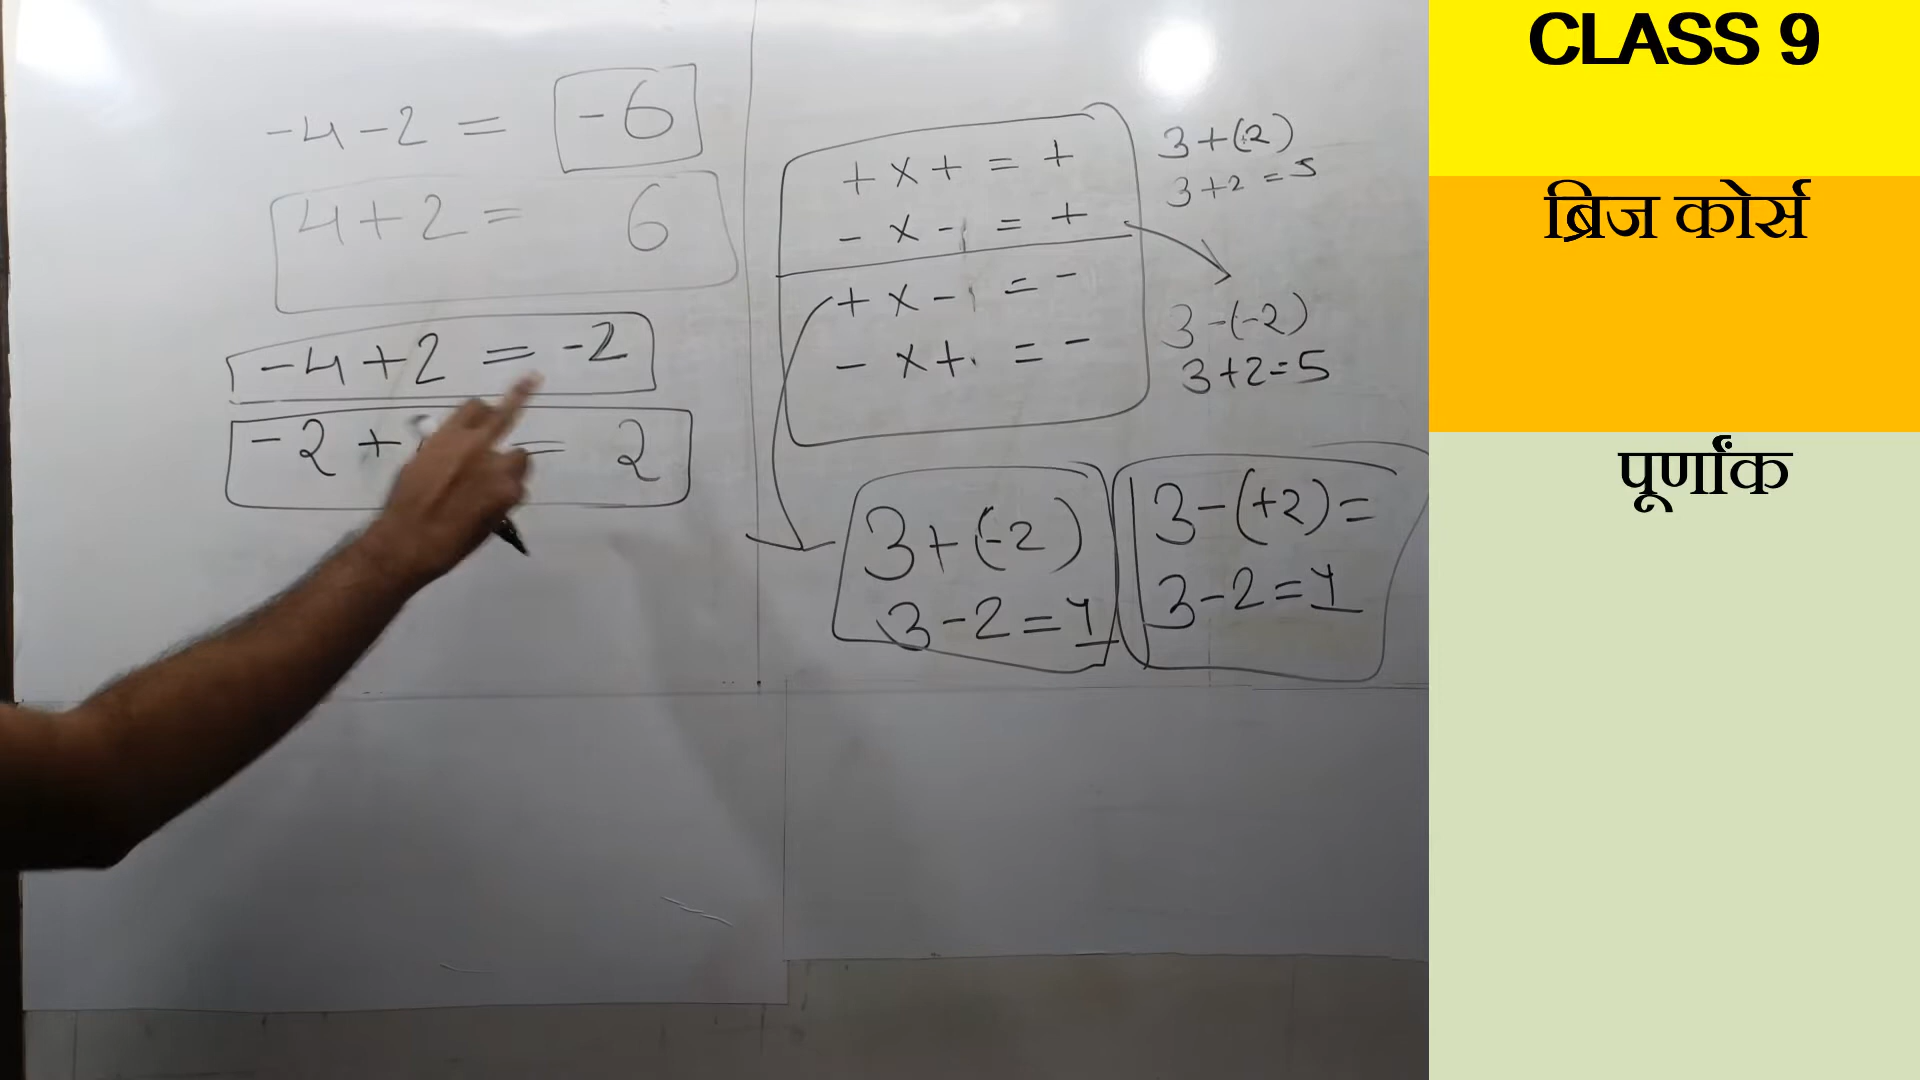 -4-2 = -6
4+2 = 6
-4+2 = -2
-2 + = 2
+ x + = +
- x - = +
+ x - = -
- x + = -
3+(2)
3+2 = 5
3-(-2)
3+2=5
3+(-2)
3-2=1
3-(+2)=
3-2=1
CLASS 9
ब्रिज कोर्स
पूर्णांक